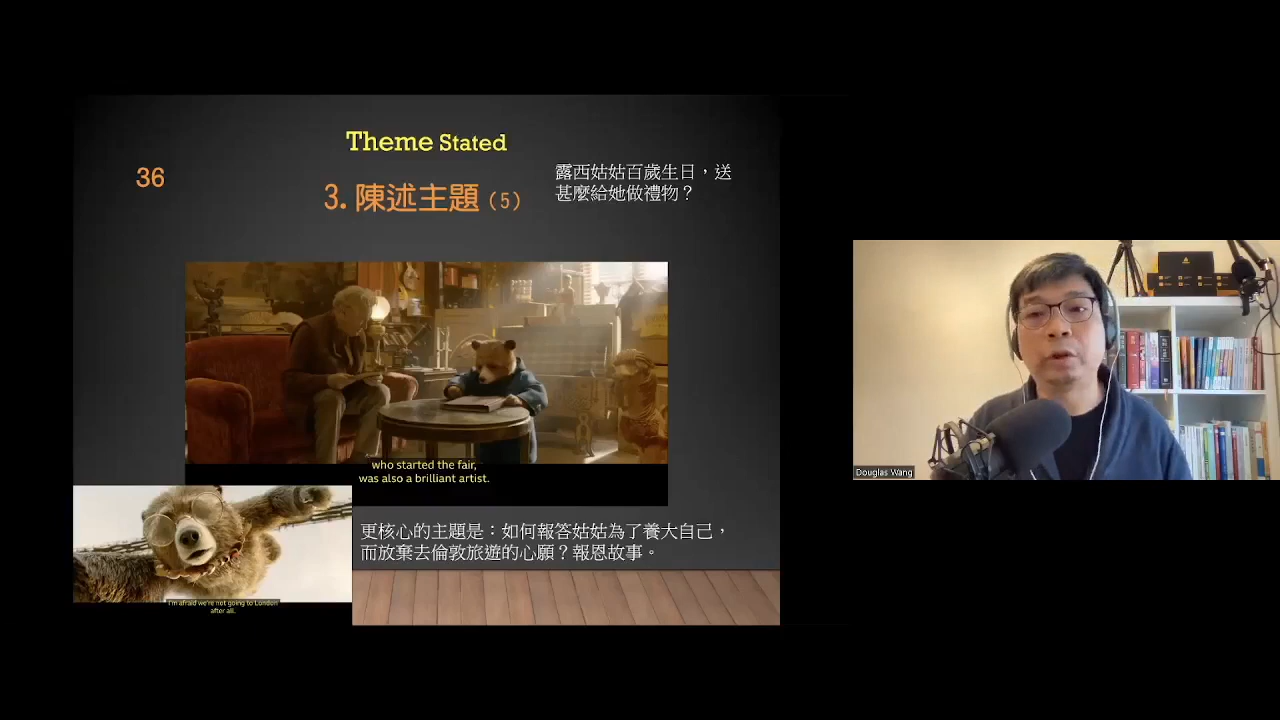 Theme Stated
36
3. 陳述主題（5）
露西姑姑百歲生日，送
甚麼給她做禮物？
who started the fair,
was also a brilliant artist.
更核心的主題是：如何報答姑姑為了養大自己，
而放棄去倫敦旅遊的心願？報恩故事。
I'm afraid we're not going to London
after all.
Douglas Wang